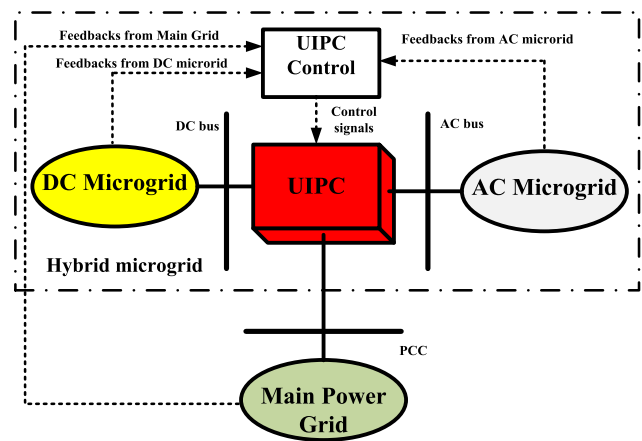 Feedbacks from Main Grid
UIPC
Control
Feedbacks from AC microrid
Feedbacks from DC microrid
Control
signals
DC bus
AC bus
DC Microgrid
UIPC
AC Microgrid
Hybrid microgrid
PCC
Main Power
Grid